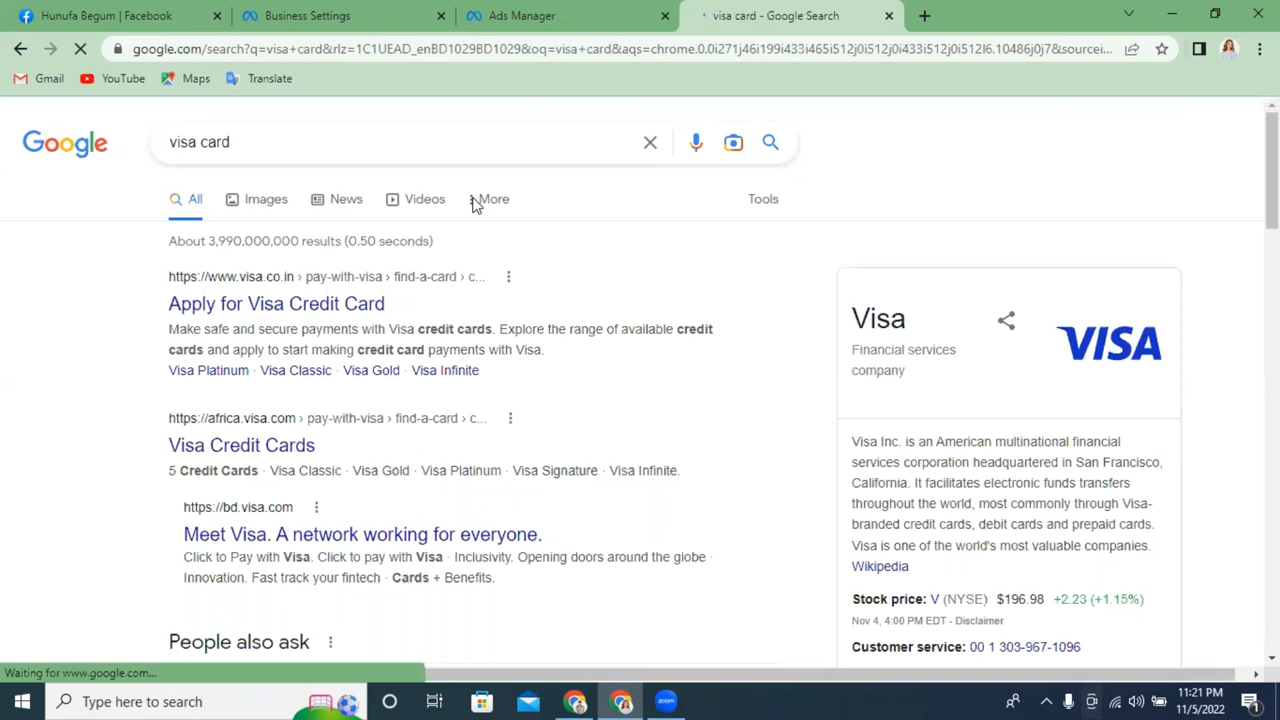 Hunufa Begum | Facebook
Business Settings
Ads Manager
visa card - Google Search
google.com/search?q=visa+card&rlz=1C1UEAD_enBD1029BD1029&oq=visa+card&aqs=chrome.0.0i271j46i199i433i465i512j0i512j0i433i512j0i512l6.10486j0j7&sourcei...
Gmail
YouTube
Maps
Translate
Google
visa card
All
Images
News
Videos
More
Tools
About 3,990,000,000 results (0.50 seconds)
https://www.visa.co.in › pay-with-visa › find-a-card › c...
Apply for Visa Credit Card
Make safe and secure payments with Visa credit cards. Explore the range of available credit
cards and apply to start making credit card payments with Visa.
Visa Platinum · Visa Classic · Visa Gold · Visa Infinite
https://africa.visa.com › pay-with-visa › find-a-card › c...
Visa Credit Cards
5 Credit Cards · Visa Classic · Visa Gold · Visa Platinum · Visa Signature · Visa Infinite.
https://bd.visa.com
Meet Visa. A network working for everyone.
Click to Pay with Visa. Click to pay with Visa · Inclusivity. Opening doors around the globe ·
Innovation. Fast track your fintech · Cards + Benefits.
People also ask
Visa
Financial services
company
VISA
Visa Inc. is an American multinational financial
services corporation headquartered in San Francisco,
California. It facilitates electronic funds transfers
throughout the world, most commonly through Visa-
branded credit cards, debit cards and prepaid cards.
Visa is one of the world's most valuable companies.
Wikipedia
Stock price: V (NYSE) $196.98 +2.23 (+1.15%)
Nov 4, 4:00 PM EDT - Disclaimer
Customer service: 00 1 303-967-1096
Waiting for www.google.com...
Type here to search
zoom
11:21 PM
11/5/2022
1